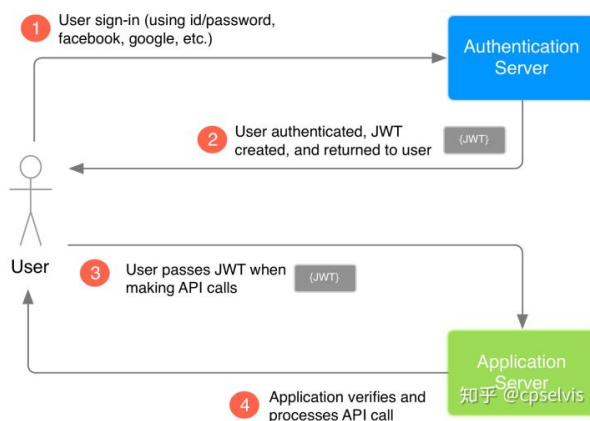 1
User sign-in (using id/password,
facebook, google, etc.)
Authentication
Server
2
User authenticated, JWT
created, and returned to user
{JWT}
User
3
User passes JWT when
making API calls
{JWT}
Application
Server
知乎 @cpselvis
4
Application verifies and
processes API call